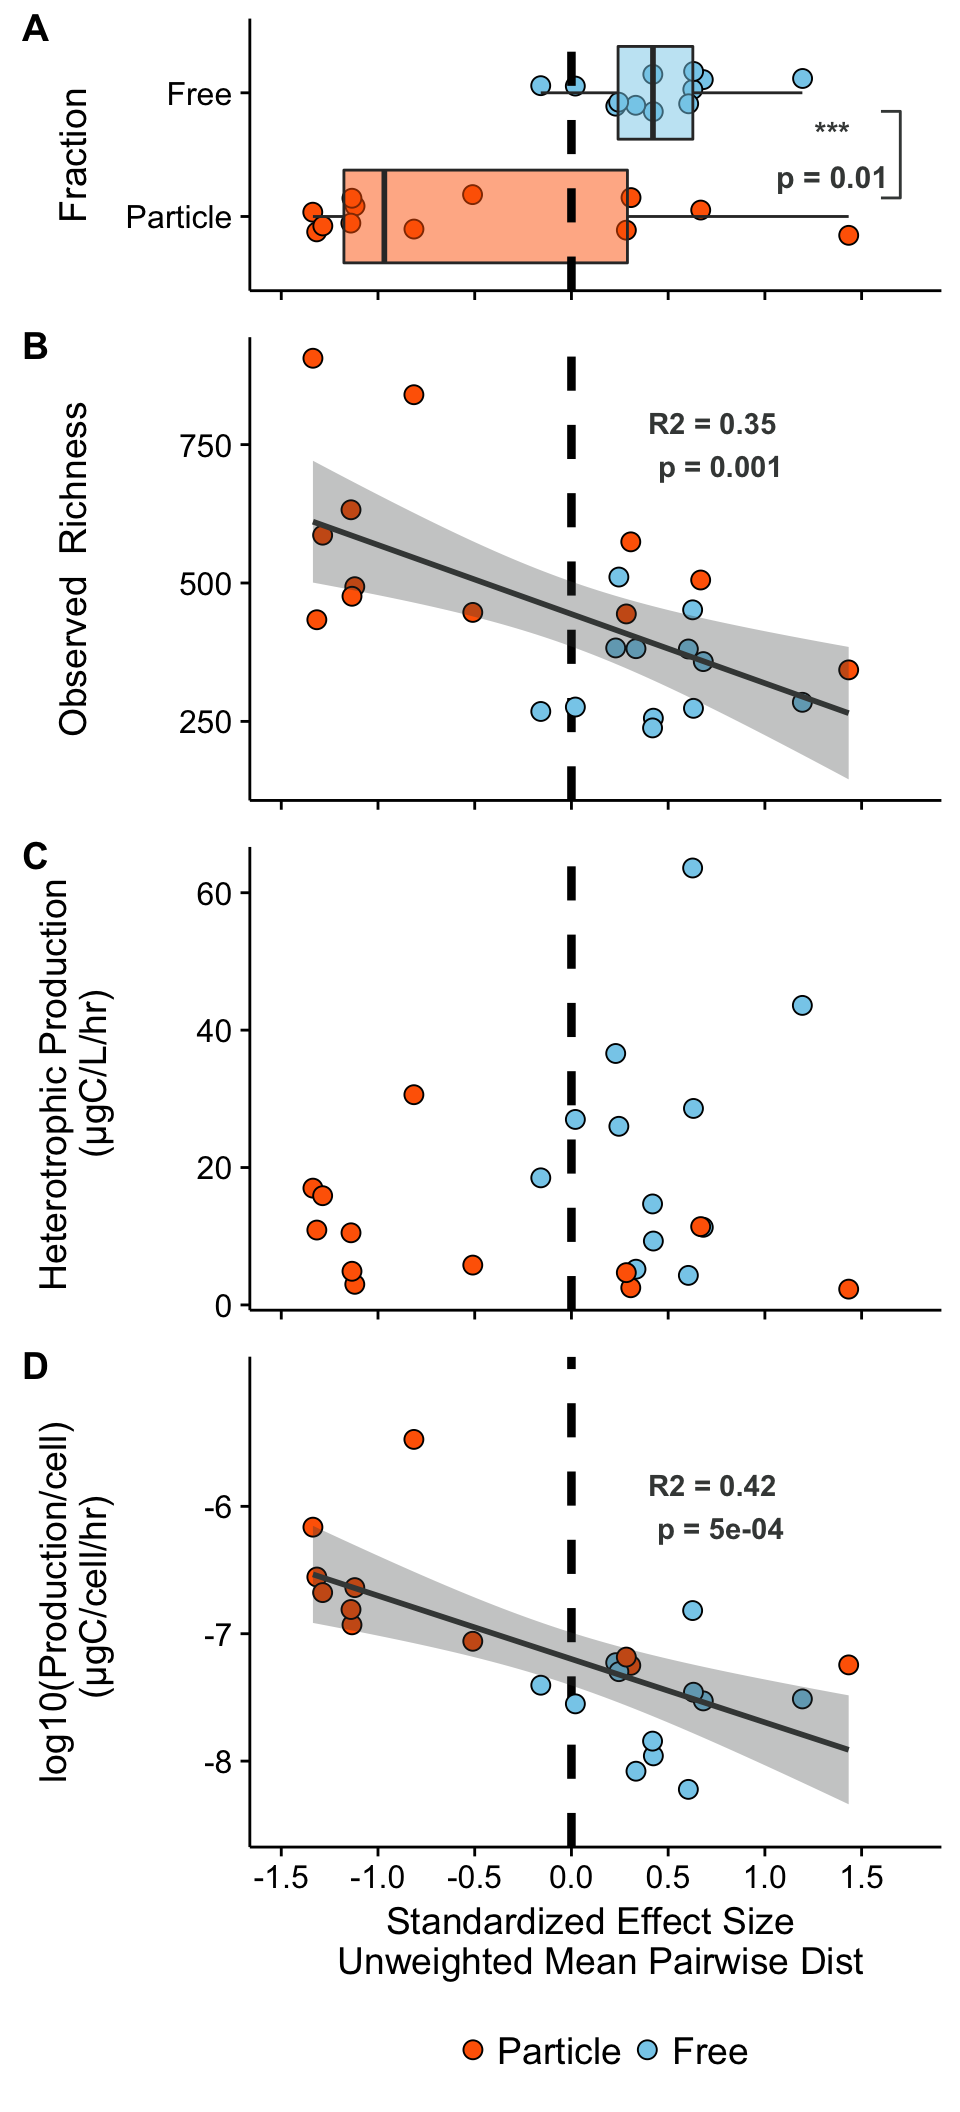 A
Fraction
Free
Particle
***
p = 0.01
B
Observed Richness
750
500
250
R2 = 0.35
p = 0.001
C
Heterotrophic Production
(µgC/L/hr)
60
40
20
0
D
log10(Production/cell)
(µgC/cell/hr)
-6
-7
-8
R2 = 0.42
p = 5e-04
-1.5 -1.0 -0.5 0.0 0.5 1.0 1.5
Standardized Effect Size
Unweighted Mean Pairwise Dist
Particle Free